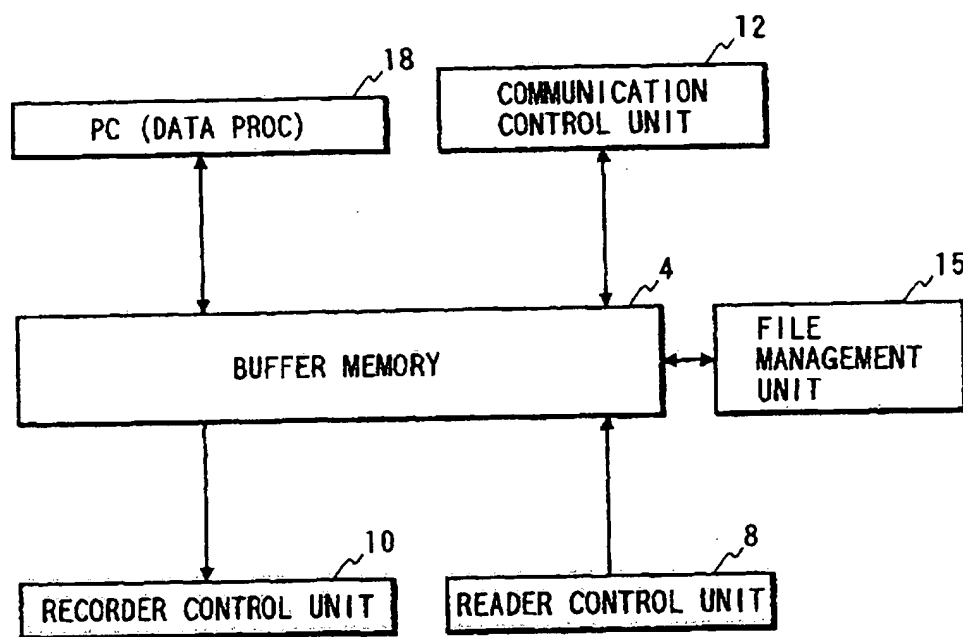 18
PC (DATA PROC)
12
COMMUNICATION
CONTROL UNIT
4
BUFFER MEMORY
15
FILE
MANAGEMENT
UNIT
10
RECORDER CONTROL UNIT
8
READER CONTROL UNIT